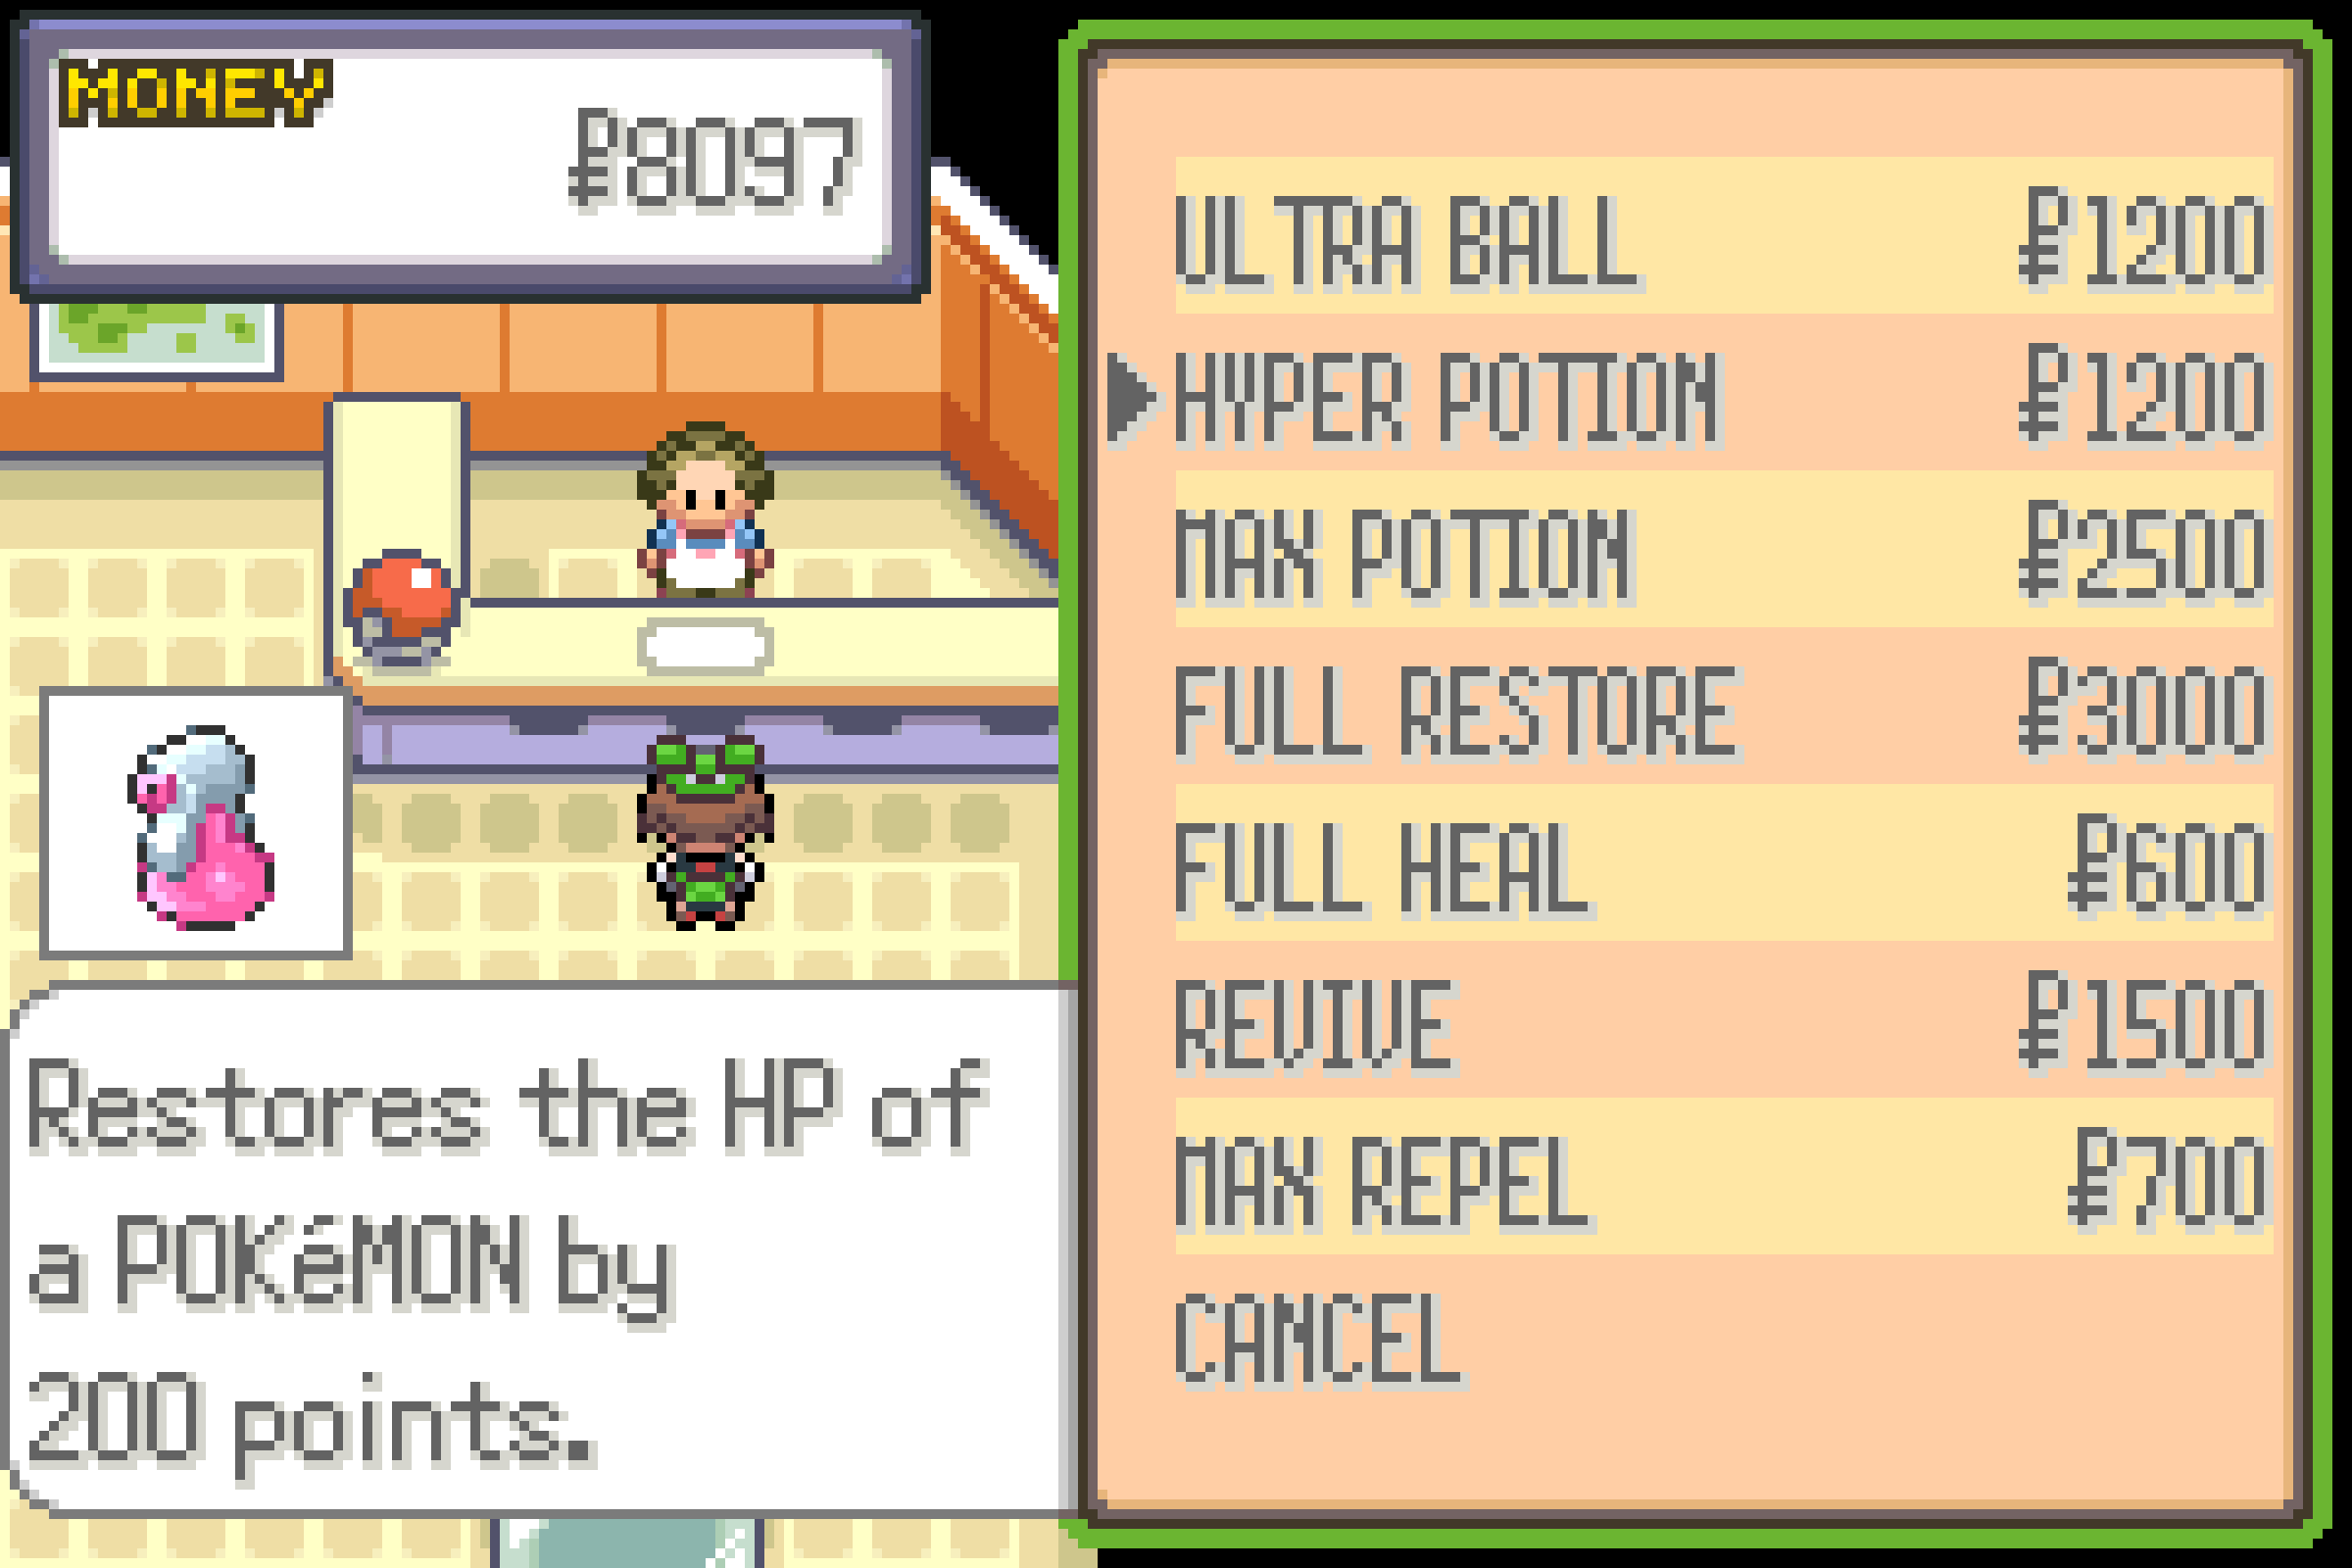 MONEY
₽8097
ULTRA BALL ₽1200
HYPER POTION ₽1200
MAX POTION ₽2500
FULL RESTORE ₽3000
FULL HEAL ₽600
REVIVE ₽1500
MAX REPEL ₽700
CANCEL
Restores the HP of
a POKéMON by
200 points.